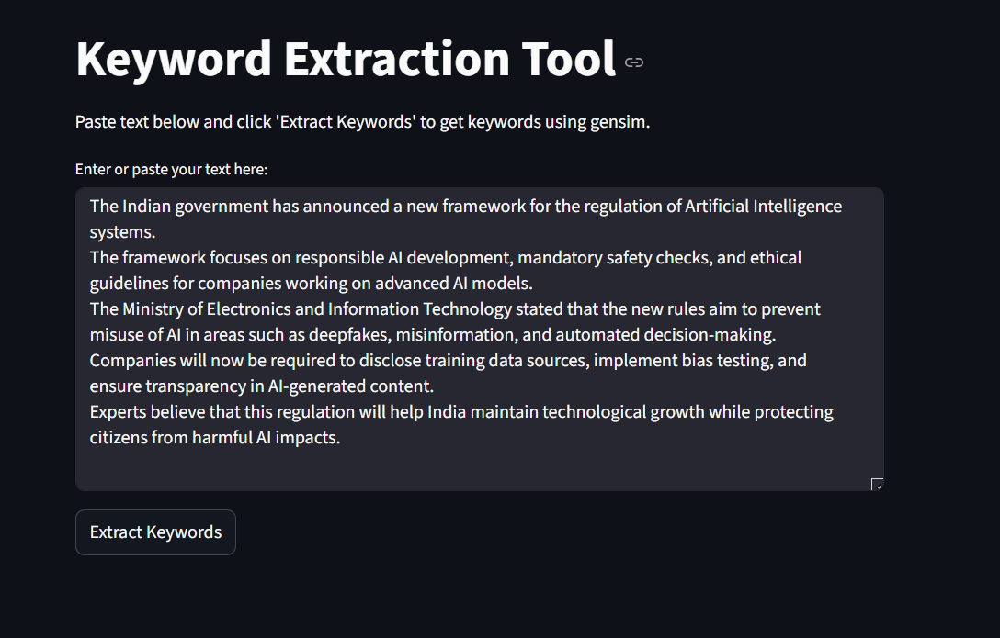 Keyword Extraction Tool
Paste text below and click 'Extract Keywords' to get keywords using gensim.
Enter or paste your text here:
The Indian government has announced a new framework for the regulation of Artificial Intelligence
systems.
The framework focuses on responsible AI development, mandatory safety checks, and ethical
guidelines for companies working on advanced AI models.
The Ministry of Electronics and Information Technology stated that the new rules aim to prevent
misuse of AI in areas such as deepfakes, misinformation, and automated decision-making.
Companies will now be required to disclose training data sources, implement bias testing, and
ensure transparency in AI-generated content.
Experts believe that this regulation will help India maintain technological growth while protecting
citizens from harmful AI impacts.
Extract Keywords